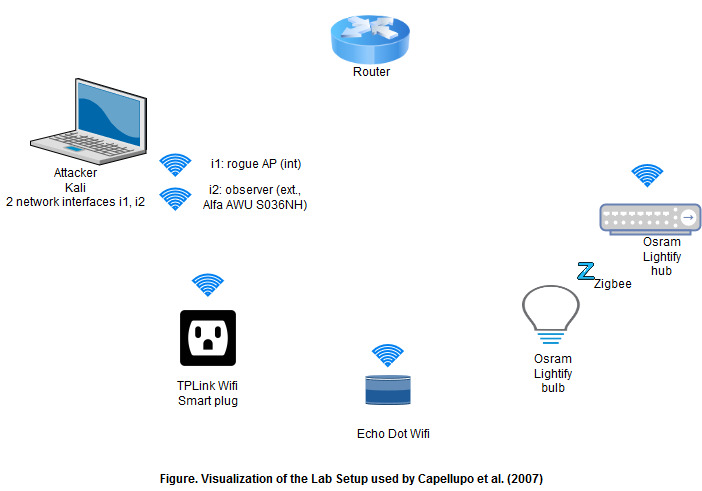 Router
Attacker
Kali
2 network interfaces i1, i2
i1: rogue AP (int)
i2: observer (ext.,
Alfa AWU S036NH)
Osram
Lightify
hub
Z
Zigbee
Osram
Lightify
bulb
TPLink Wifi
Smart plug
Echo Dot Wifi
Figure. Visualization of the Lab Setup used by Capellupo et al. (2007)